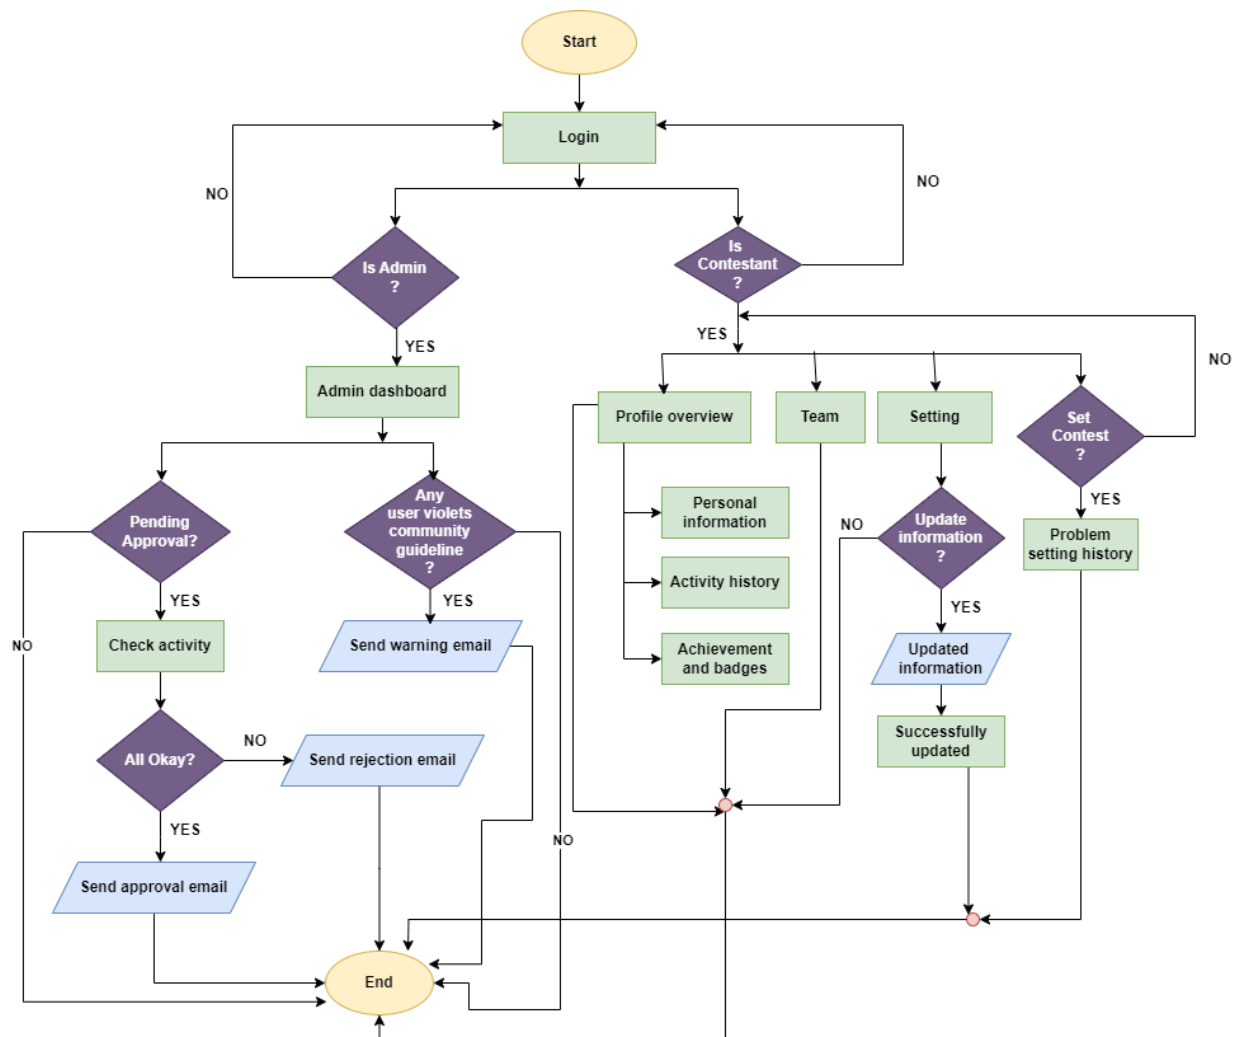 Start
Login
NO
NO
Is Admin
?
Is
Contestant
?
YES
YES
NO
Admin dashboard
Profile overview
Team
Setting
Set
Contest
?
Pending
Approval?
Any
user violets
community
guideline
?
Personal
information
NO
Update
information
?
YES
Problem
setting history
Activity history
YES
YES
YES
NO
Check activity
Send warning email
Achievement
and badges
Updated
information
Successfully
updated
All Okay?
NO
Send rejection email
YES
NO
Send approval email
End